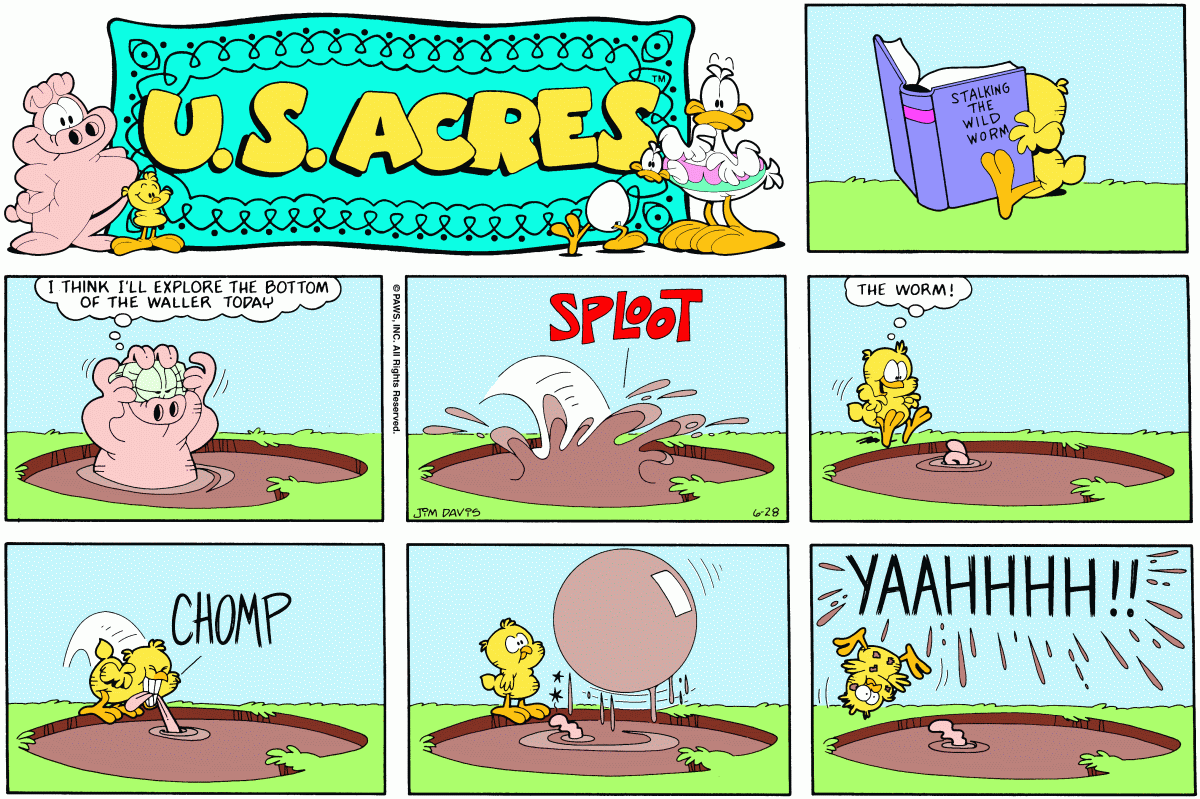 U.S. ACRES
TM
STALKING
THE
WILD
WORM
I THINK I'LL EXPLORE THE BOTTOM
OF THE WALLER TODAY
© PAWS, INC. All Rights Reserved.
SPLOOT
JIM DAVIS
6-28
THE WORM!
CHOMP
YAAHHHHH!!